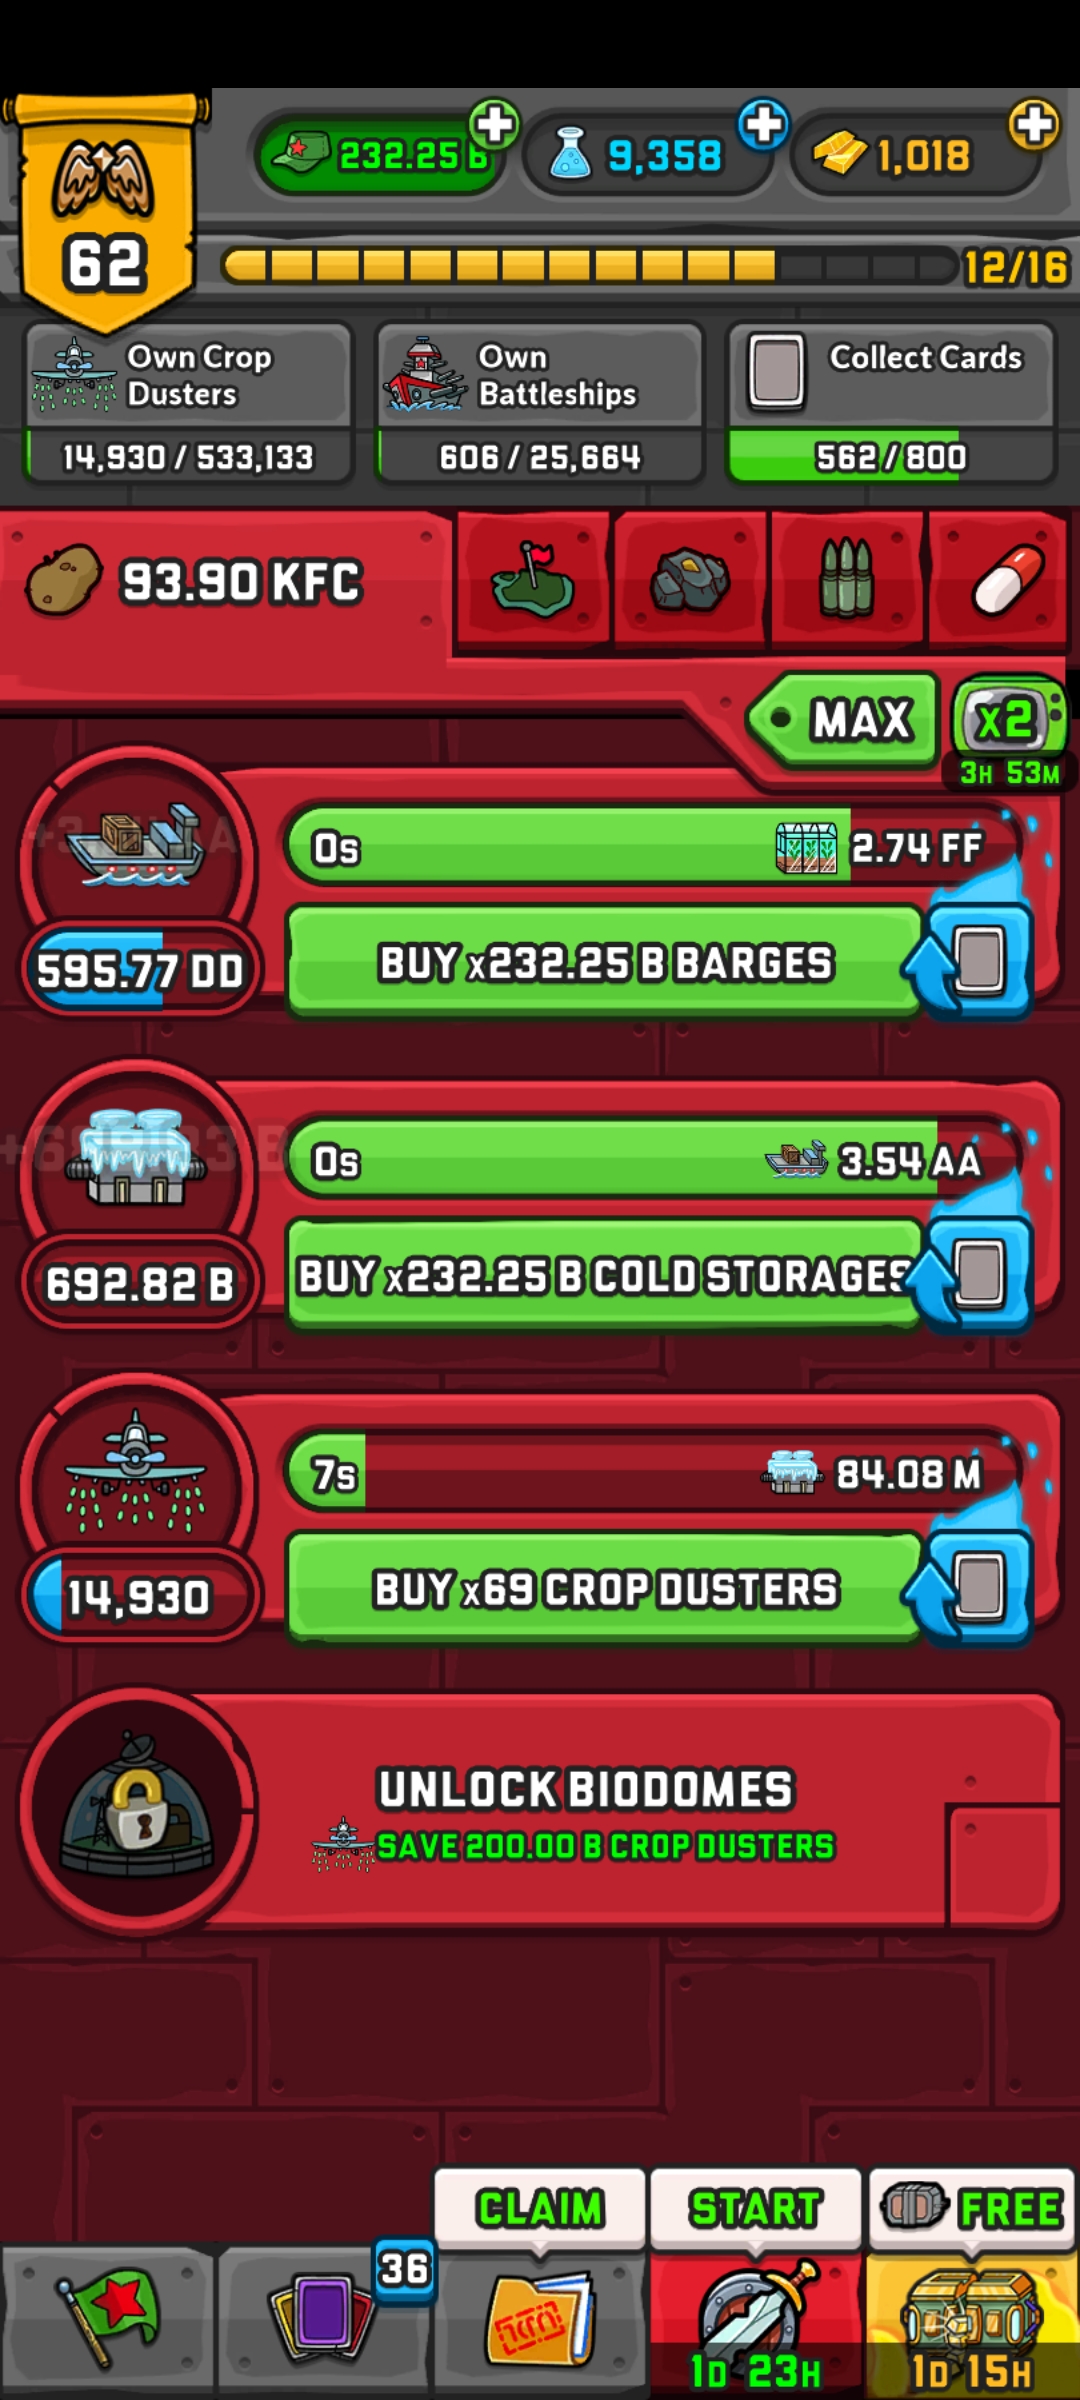 232.25 B
9,358
1,018
62
12/16
Own Crop
Dusters
Own
Battleships
Collect Cards
14,930 / 533,133
606 / 25,664
562 / 800
93.90 KFC
MAX
x2
3H 53M
0s
2.74 FF
595.77 DD
BUY x232.25 B BARGES
0s
3.54 AA
692.82 B
BUY x232.25 B COLD STORAGES
7s
84.08 M
14,930
BUY x69 CROP DUSTERS
UNLOCK BIODOMES
SAVE 200.00 B CROP DUSTERS
CLAIM
START
FREE
36
1D 23H
1D 15H